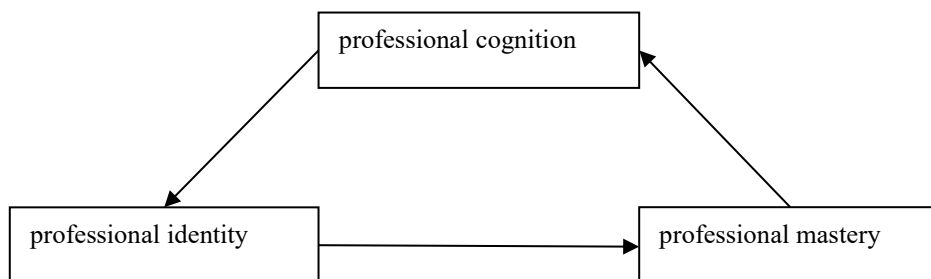 professional cognition
professional identity
professional mastery